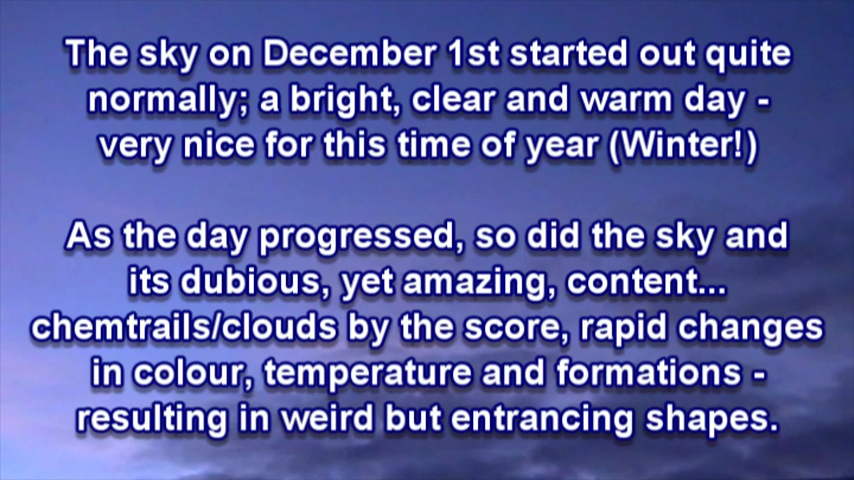 The sky on December 1st started out quite
normally; a bright, clear and warm day -
very nice for this time of year (Winter!)
As the day progressed, so did the sky and
its dubious, yet amazing, content...
chemtrails/clouds by the score, rapid changes
in colour, temperature and formations -
resulting in weird but entrancing shapes.